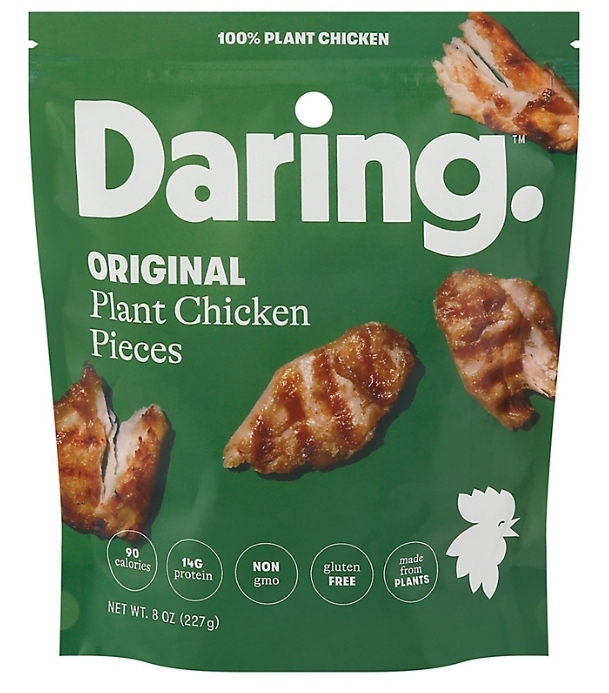 100% PLANT CHICKEN
Daring.™
ORIGINAL
Plant Chicken
Pieces
90
calories
14G
protein
NON
gmo
gluten
FREE
made
from
PLANTS
NET WT. 8 OZ (227g)